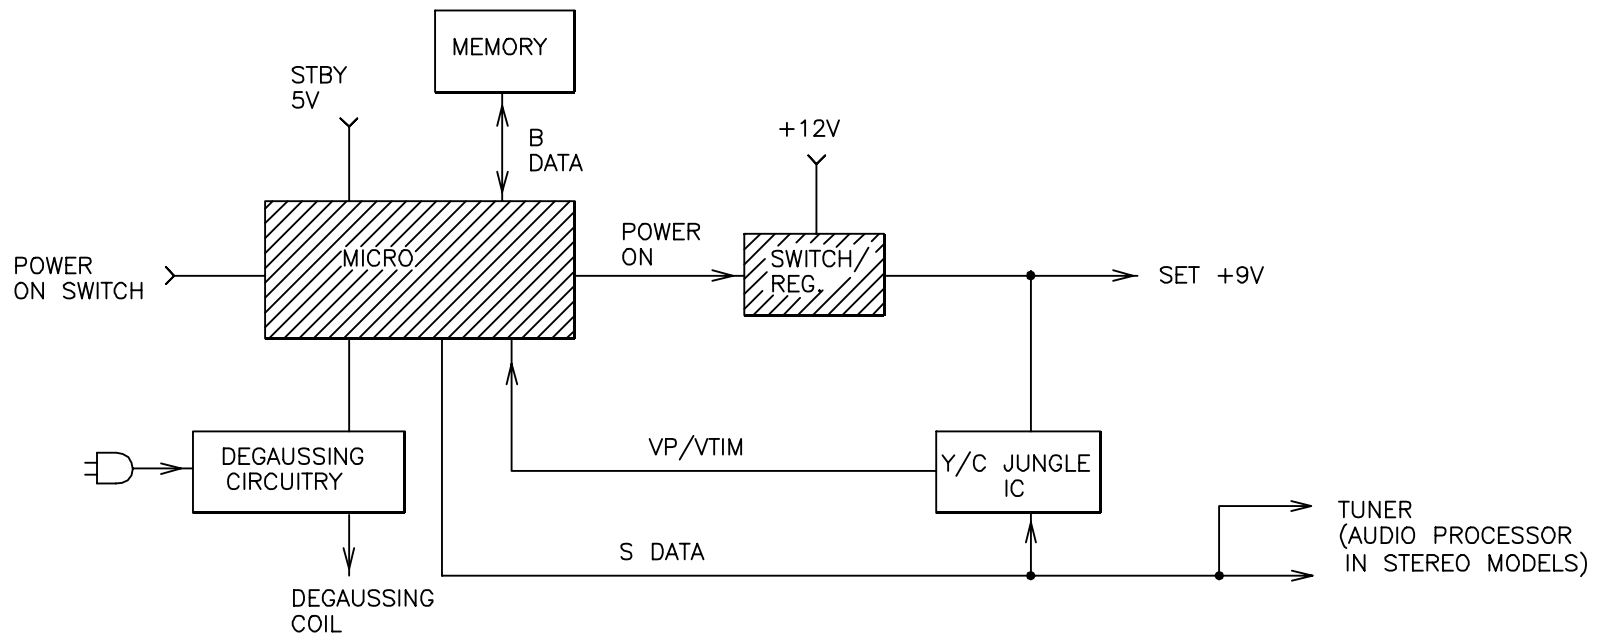 MEMORY
STBY
5V
B
DATA
+12V
POWER
ON SWITCH
MICRO
POWER
ON
SWITCH/
REG.
SET +9V
DEGAUSSING
CIRCUITRY
VP/VTIM
Y/C JUNGLE
IC
S DATA
TUNER
(AUDIO PROCESSOR
IN STEREO MODELS)
DEGAUSSING
COIL